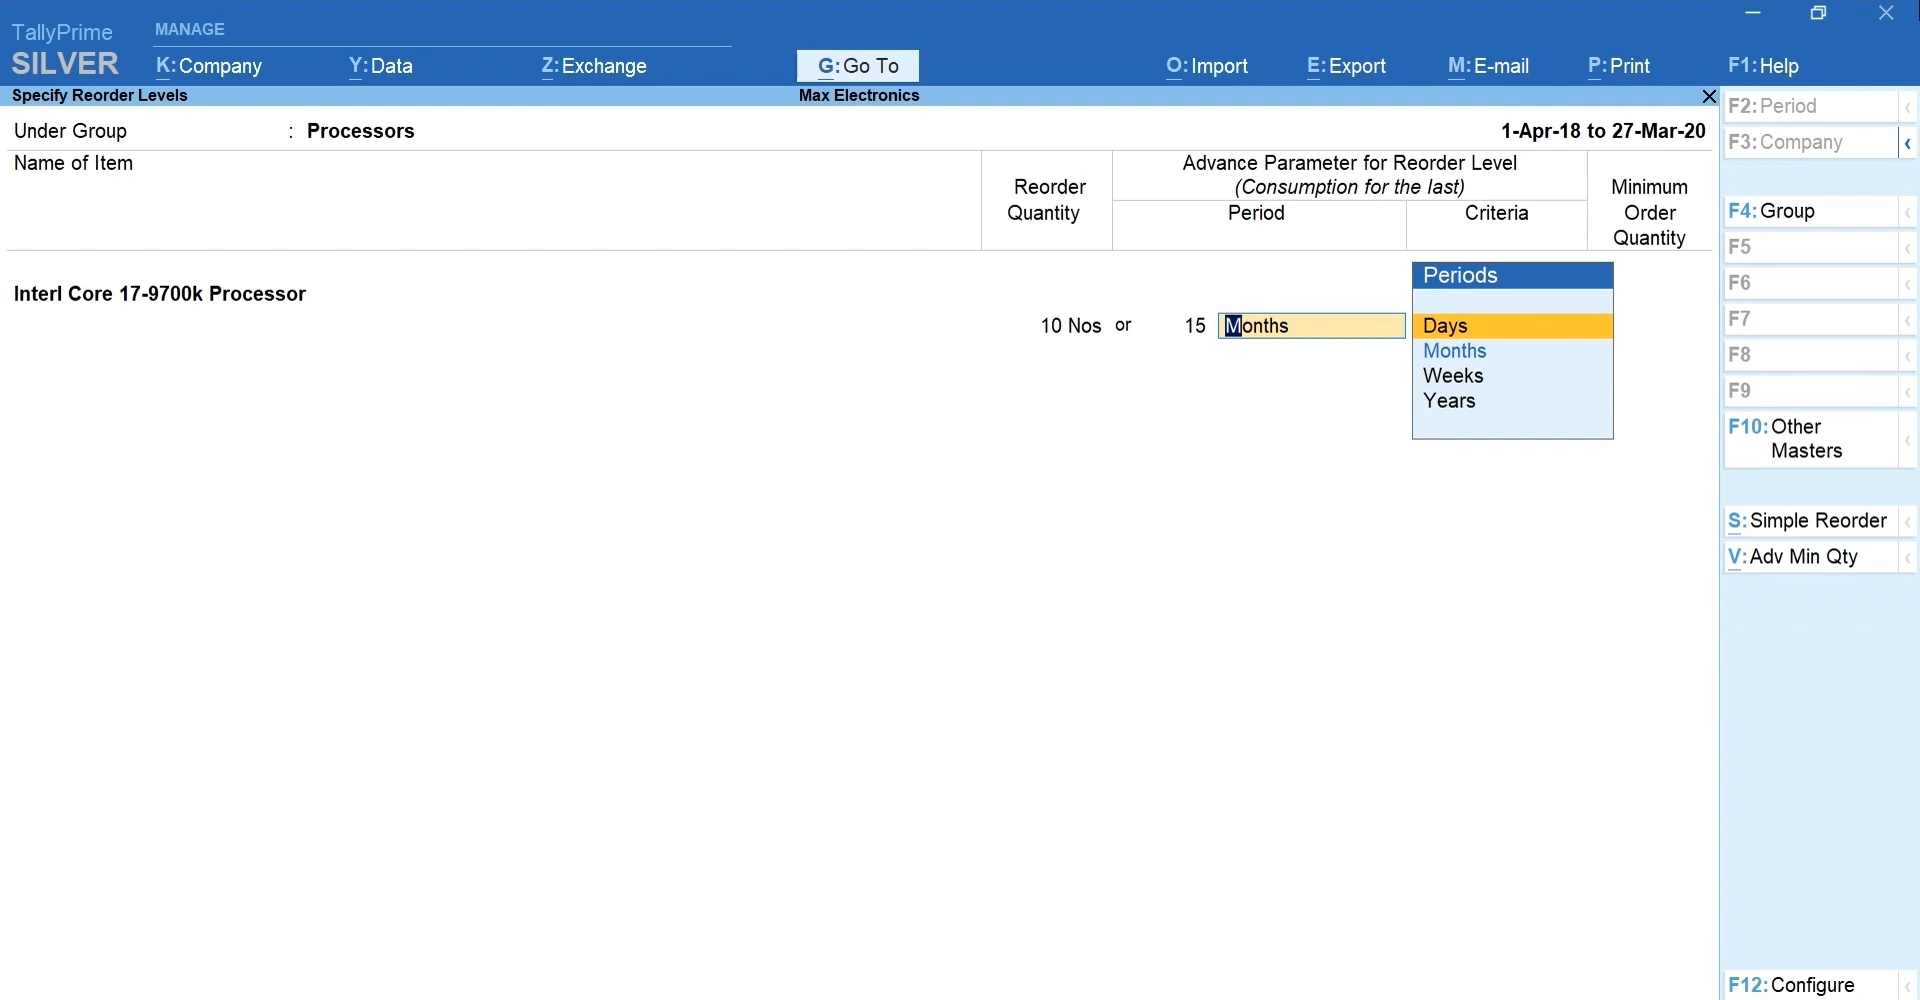 TallyPrime
SILVER
MANAGE
K:Company
Y:Data
Z:Exchange
G:Go To
O:Import
E:Export
M:E-mail
P:Print
F1:Help
Specify Reorder Levels
Max Electronics
Under Group : Processors
1-Apr-18 to 27-Mar-20
Name of Item
Reorder
Quantity
Advance Parameter for Reorder Level
(Consumption for the last)
Period
Criteria
Minimum
Order
Quantity
Interl Core 17-9700k Processor
10 Nos or 15 Months
Periods
Days
Months
Weeks
Years
F2:Period
F3:Company
F4:Group
F5
F6
F7
F8
F9
F10:Other
Masters
S:Simple Reorder
V:Adv Min Qty
F12:Configure